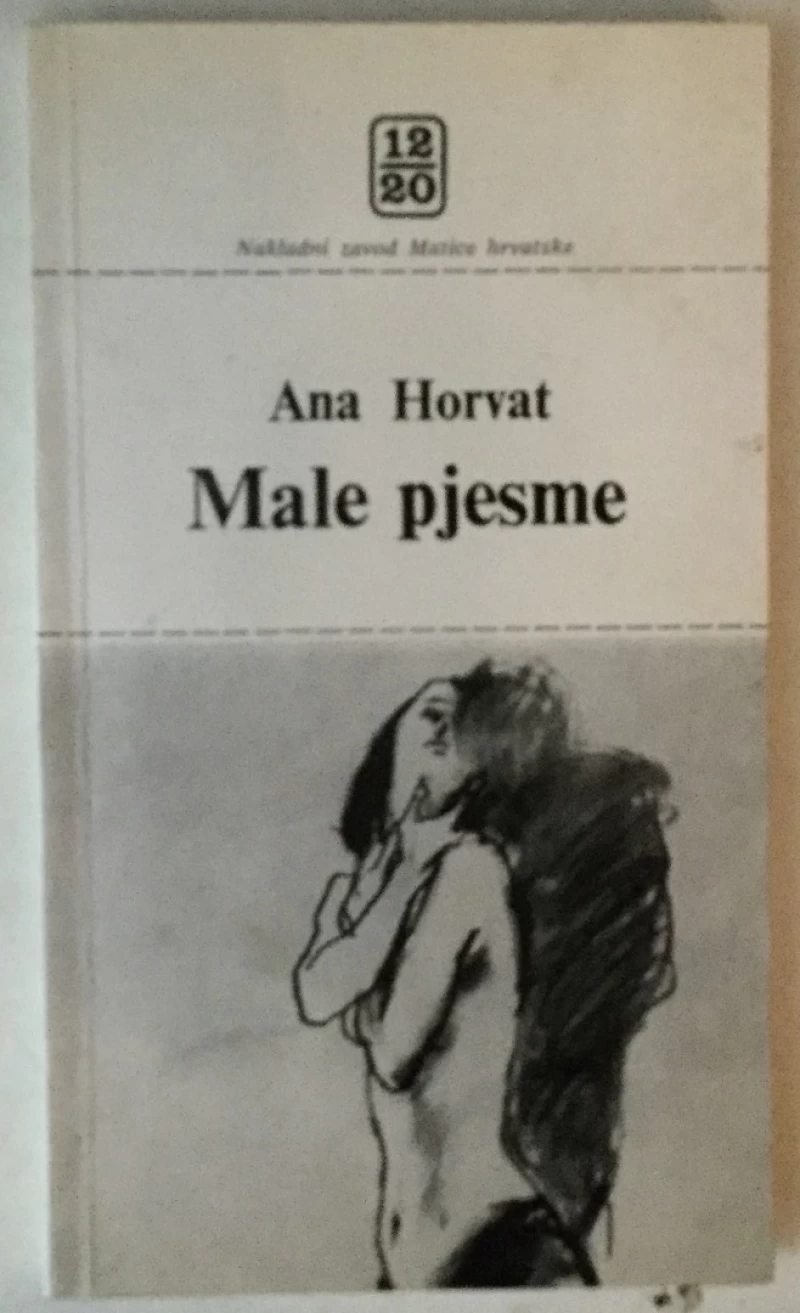 12
20
Nakladni zavod Matice hrvatske
Ana Horvat
Male pjesme